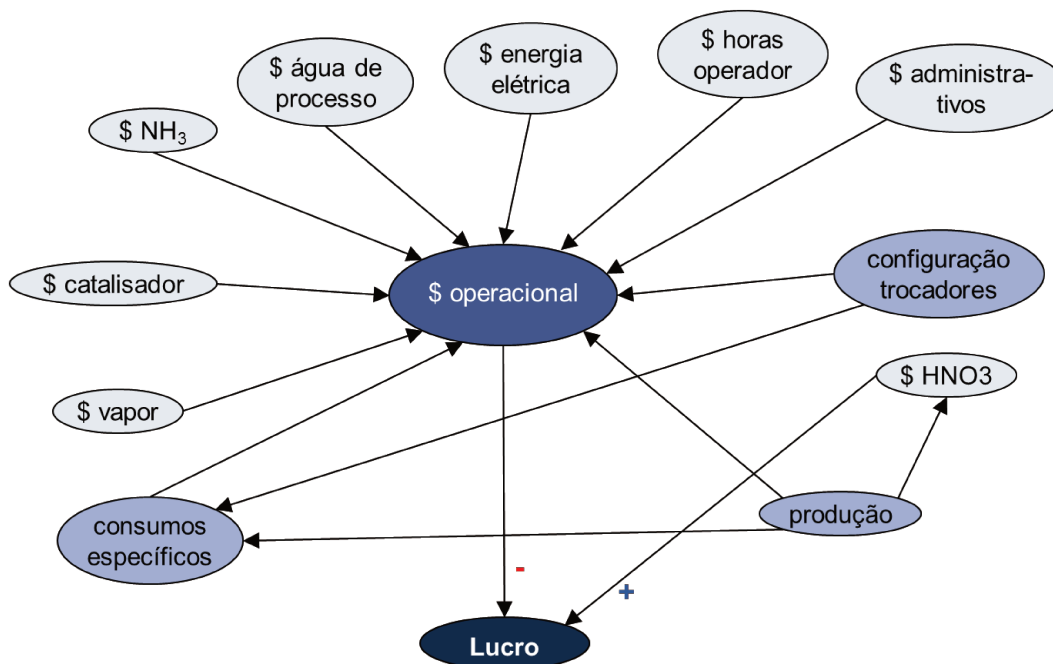 $ horas
operador
$ energia
elétrica
$ água de
processo
$ administra-
tivos
$ NH₃
configuração
trocadores
$ catalisador
$ operacional
$ HNO3
$ vapor
consumos
específicos
produção
-
+
Lucro